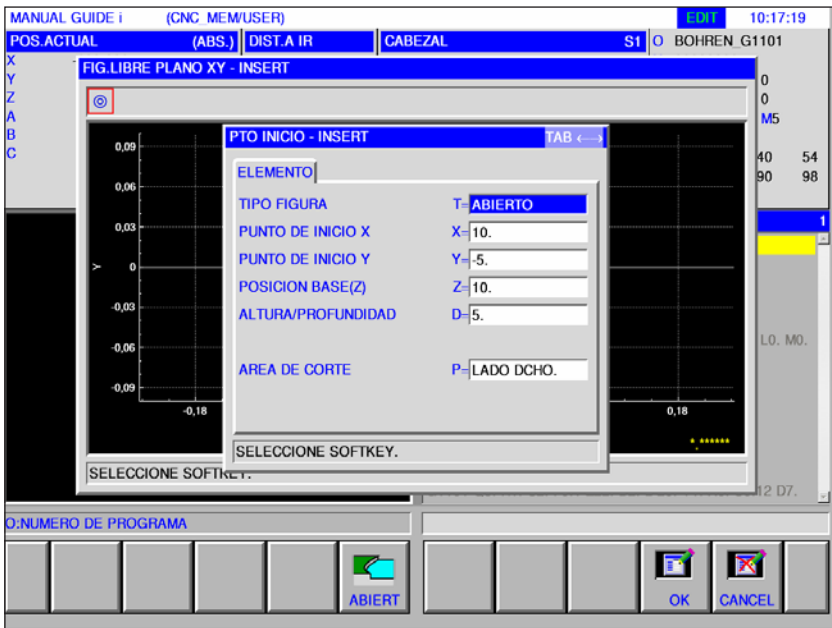 MANUAL GUIDE i (CNC_MEM/USER) EDIT 10:17:19
POS.ACTUAL (ABS.) DIST.A IR CABEZAL S1 O BOHREN_G1101
X
Y
Z
A
B
C
0
0
M5
40 54
90 98
1
FIG.LIBRE PLANO XY - INSERT
0,09
0,06
0,03
0
-0,03
-0,06
-0,09
Y
-0,18
0,18
*.******
PTO INICIO - INSERT TAB
ELEMENTO
TIPO FIGURA T= ABIERTO
PUNTO DE INICIO X X= 10.
PUNTO DE INICIO Y Y= -5.
POSICION BASE(Z) Z= 10.
ALTURA/PROFUNDIDAD D= 5.
AREA DE CORTE P= LADO DCHO.
SELECCIONE SOFTKEY.
L0. M0.
12 D7.
O:NUMERO DE PROGRAMA
ABIERT OK CANCEL